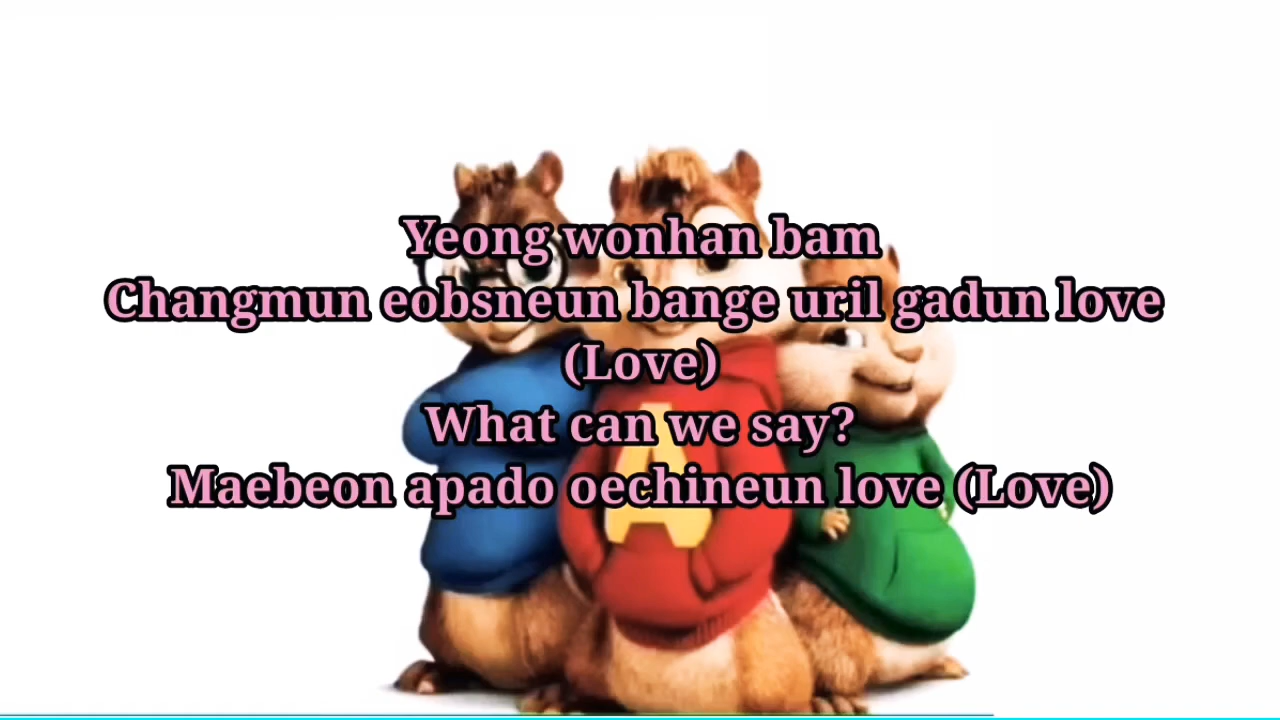 Yeong wonhan bam
Changmun eobsneun bange uril gadun love
(Love)
What can we say?
Maebeon apado oechineun love (Love)
A